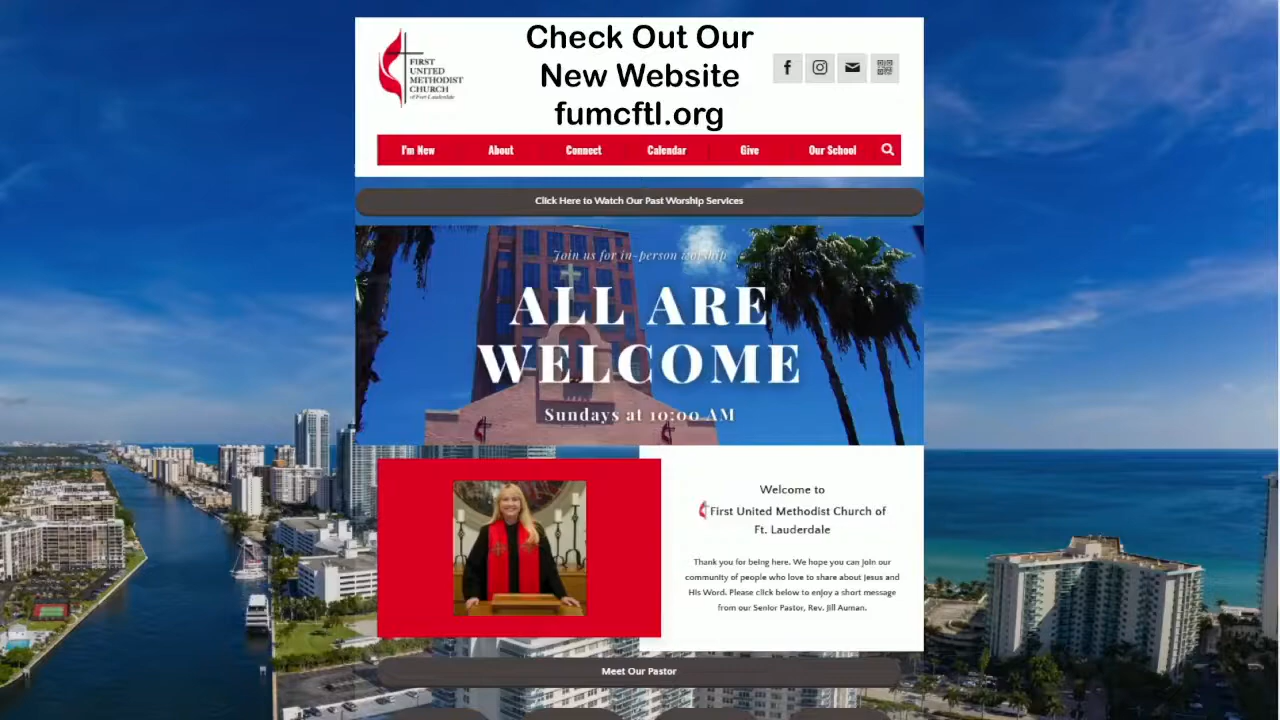 FIRST
UNITED
METHODIST
CHURCH
of Fort Lauderdale
Check Out Our
New Website
fumcftl.org
I'm New About Connect Calendar Give Our School
Click Here to Watch Our Past Worship Services
Join us for in-person worship
ALL ARE
WELCOME
Sundays at 10:00 AM
Welcome to
First United Methodist Church of
Ft. Lauderdale
Thank you for being here. We hope you can join our
community of people who love to share about Jesus and
His Word. Please click below to enjoy a short message
from our Senior Pastor, Rev. Jill Auman.
Meet Our Pastor